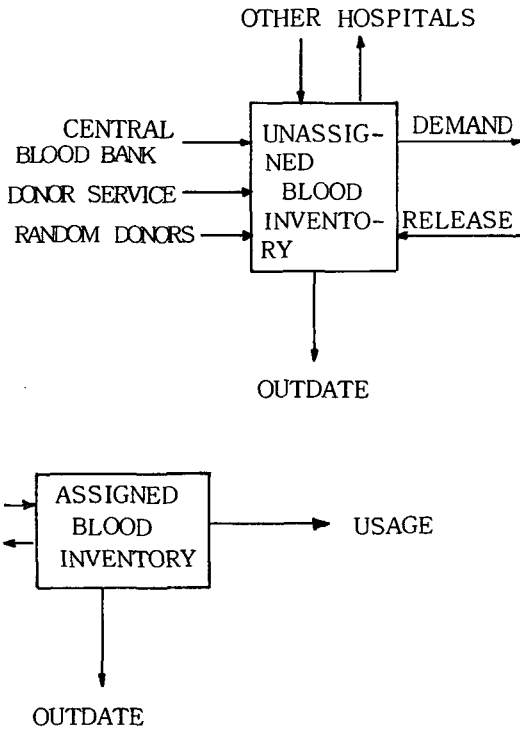 OTHER HOSPITALS
CENTRAL
BLOOD BANK
DONOR SERVICE
RANDOM DONORS
UNASSIG-
NED
BLOOD
INVENTO-
RY
DEMAND
RELEASE
OUTDATE
ASSIGNED
BLOOD
INVENTORY
USAGE
OUTDATE